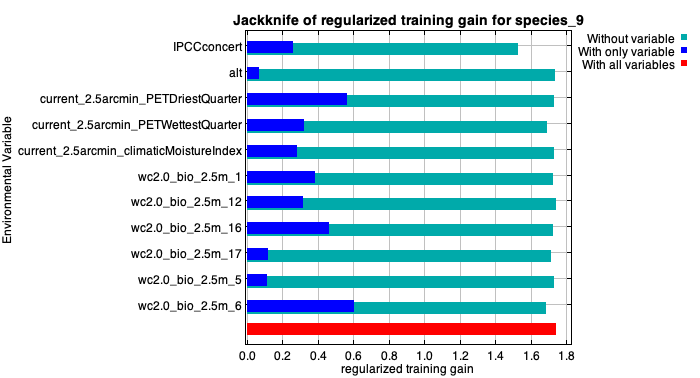 Jackknife of regularized training gain for species_9
Without variable
With only variable
With all variables
Environmental Variable
IPCCconcert
alt
current_2.5arcmin_PETDriestQuarter
current_2.5arcmin_PETWettestQuarter
current_2.5arcmin_climaticMoistureIndex
wc2.0_bio_2.5m_1
wc2.0_bio_2.5m_12
wc2.0_bio_2.5m_16
wc2.0_bio_2.5m_17
wc2.0_bio_2.5m_5
wc2.0_bio_2.5m_6
0.0 0.2 0.4 0.6 0.8 1.0 1.2 1.4 1.6 1.8
regularized training gain